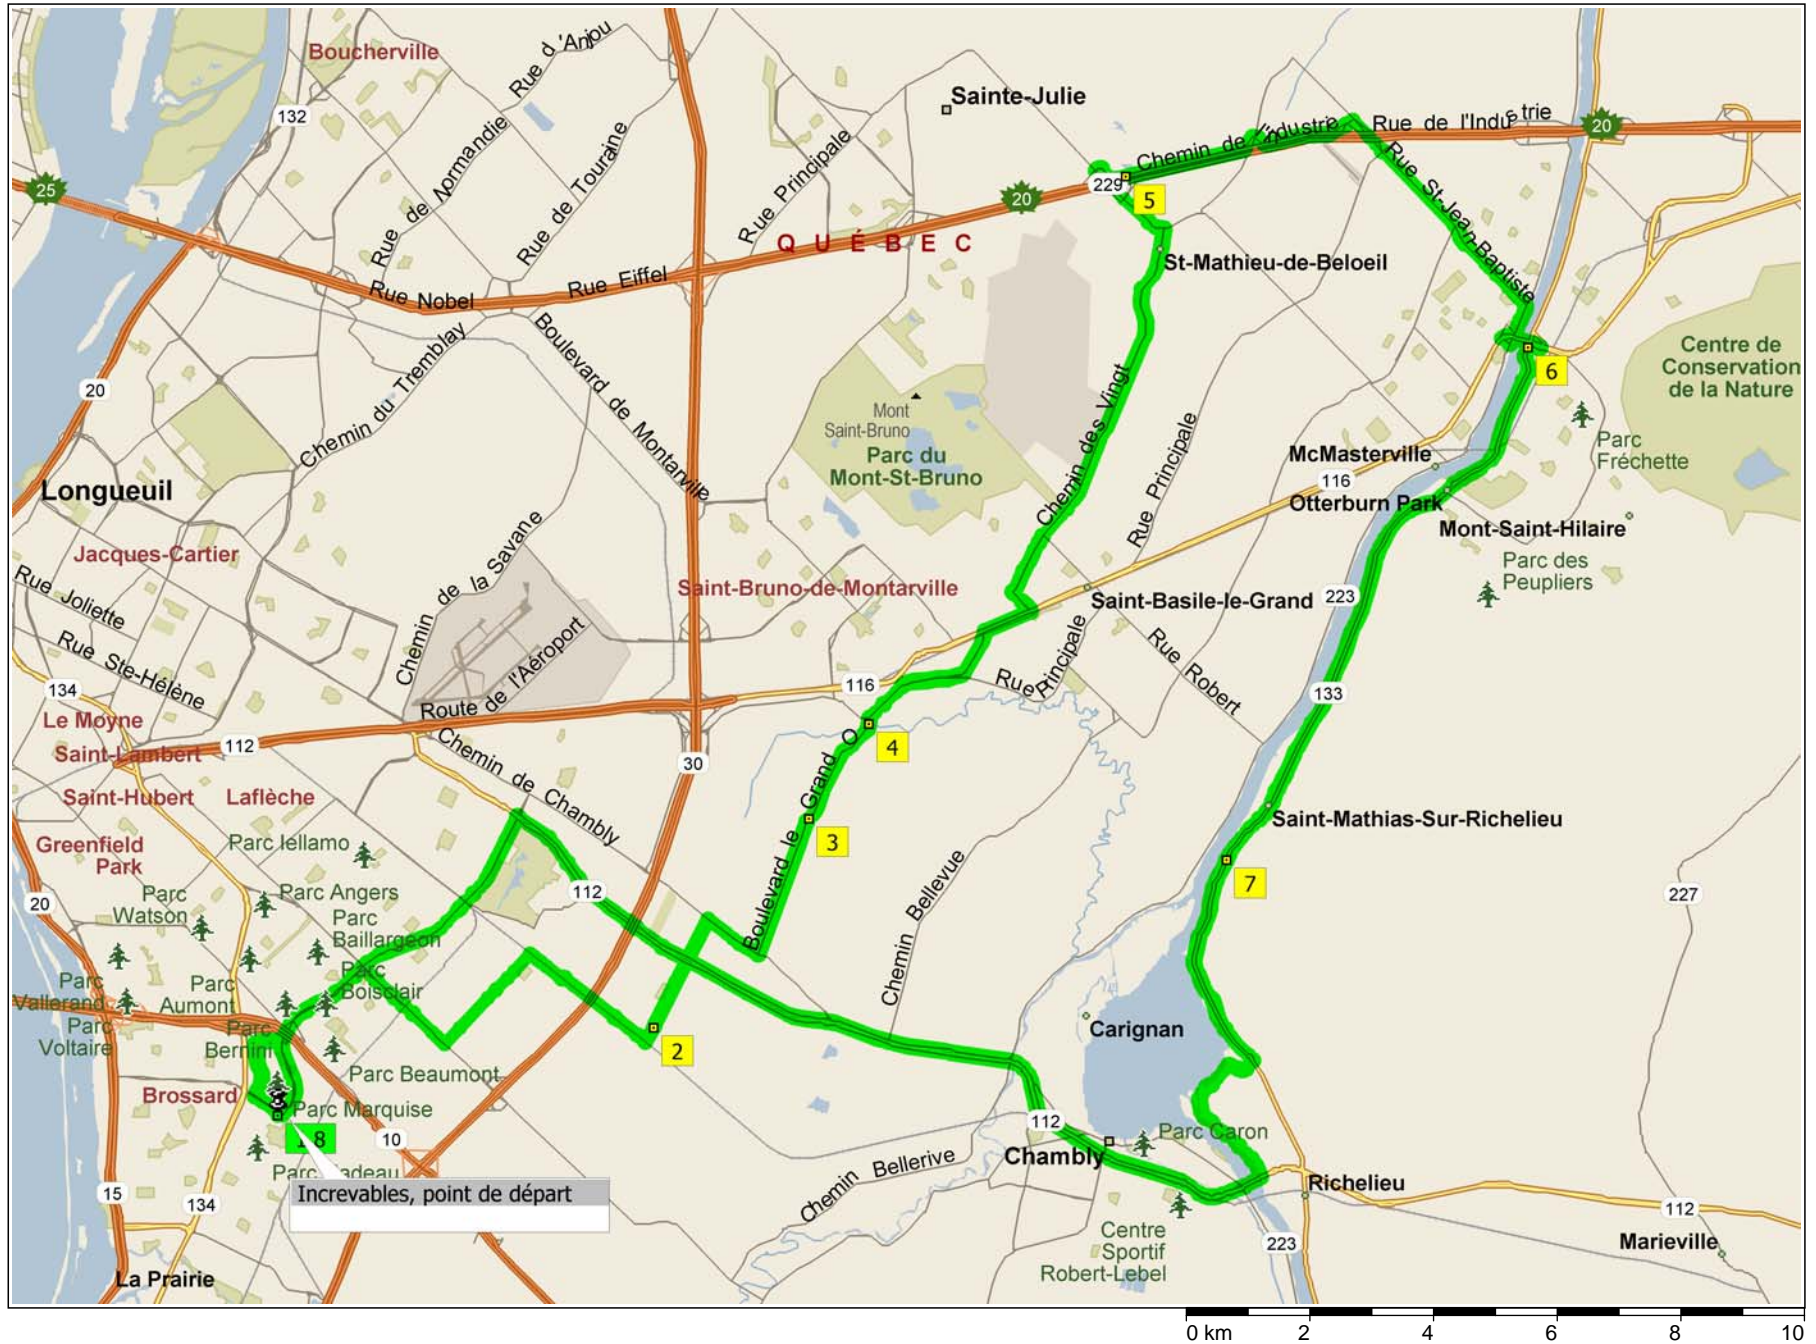 Boucherville
Rue d'Anjou
132
Sainte-Julie
Rue de Normandie
Rue de Touraine
Rue Principale
Chemin de l'Industrie
Rue de l'Industrie
20
25
20
229
5
Rue St-Jean-Baptiste
QUÉBEC
St-Mathieu-de-Beloeil
Rue Nobel
Rue Eiffel
Chemin du Tremblay
Boulevard de Montarville
20
Centre de
Conservation
de la Nature
6
Mont
Saint-Bruno
Parc du
Mont-St-Bruno
Chemin des Vingt
Rue Principale
McMasterville
116
Parc
Fréchette
Longueuil
Otterburn Park
Mont-Saint-Hilaire
Chemin de la Savane
Jacques-Cartier
Parc des
Peupliers
Rue Joliette
Saint-Bruno-de-Montarville
Saint-Basile-le-Grand
223
Route de l'Aéroport
Rue Ste-Hélène
Rue Principale
Rue Robert
134
116
133
Le Moyne
Saint-Lambert
112
Chemin de Chambly
30
4
Saint-Hubert
Laflèche
Boulevard le Grand O
3
Saint-Mathias-Sur-Richelieu
Greenfield
Park
Parc Iellamo
7
20
Parc
Watson
Parc Angers
Parc
Baillargeon
112
Chemin Bellevue
227
Parc
Vallerand
Parc
Aumont
Parc
Boisclair
Parc
Voltaire
Parc
Bernini
Carignan
2
Parc Beaumont
Brossard
Parc Marquise
1 8
10
112
Parc Caron
Chambly
Parc Nadeau
Chemin Bellerive
Increvables, point de départ
Richelieu
15
134
112
Centre
Sportif
Robert-Lebel
223
Marieville
La Prairie
0 km 2 4 6 8 10